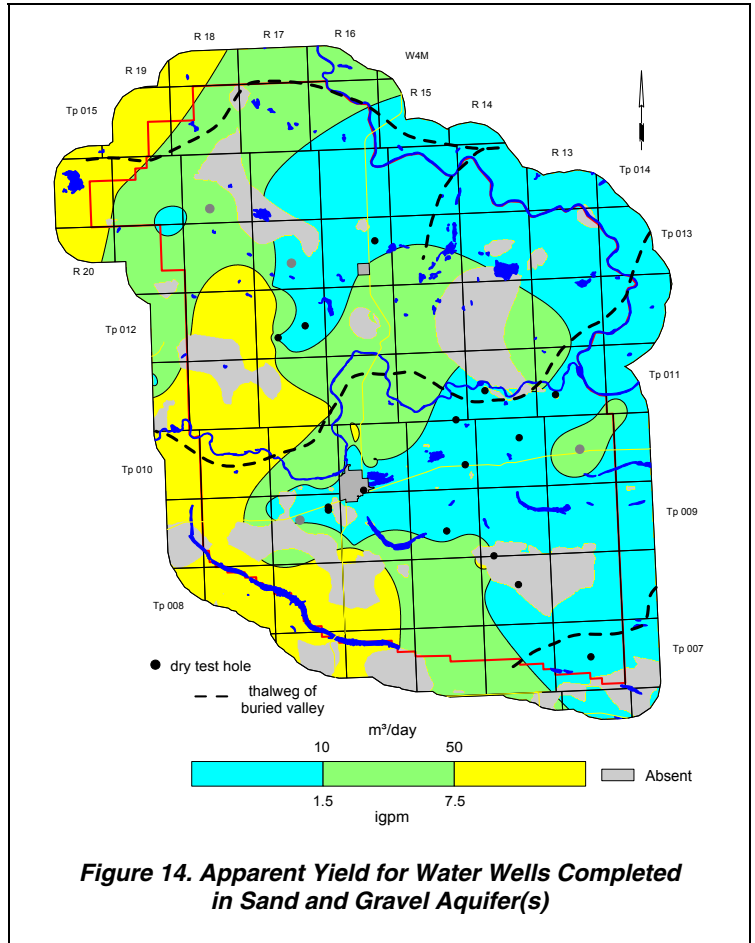 R 16
R 17
R 18
W4M
R 19
R 15
R 14
Tp 015
R 13
Tp 014
Tp 013
R 20
Tp 012
Tp 011
Tp 010
Tp 009
Tp 008
Tp 007
dry test hole
thalweg of
buried valley
m³/day
10 50
Absent
1.5 7.5
igpm
Figure 14. Apparent Yield for Water Wells Completed
in Sand and Gravel Aquifer(s)